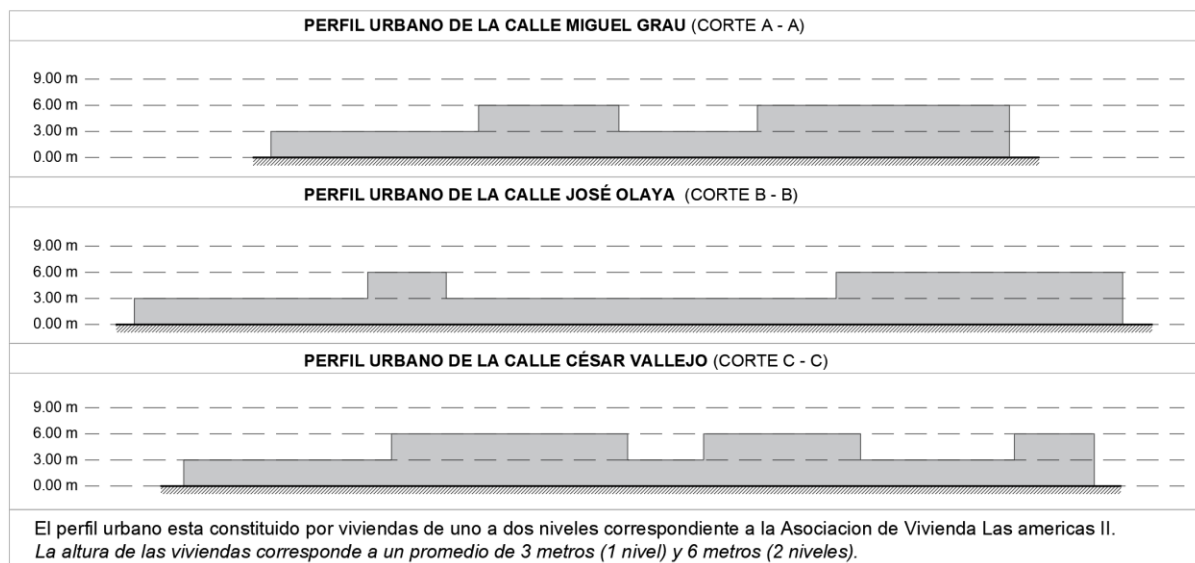 PERFIL URBANO DE LA CALLE MIGUEL GRAU (CORTE A - A)
9.00 m
6.00 m
3.00 m
0.00 m
PERFIL URBANO DE LA CALLE JOSÉ OLAYA (CORTE B - B)
9.00 m
6.00 m
3.00 m
0.00 m
PERFIL URBANO DE LA CALLE CÉSAR VALLEJO (CORTE C - C)
9.00 m
6.00 m
3.00 m
0.00 m
El perfil urbano esta constituido por viviendas de uno a dos niveles correspondiente a la Asociacion de Vivienda Las americas II.
La altura de las viviendas corresponde a un promedio de 3 metros (1 nivel) y 6 metros (2 niveles).